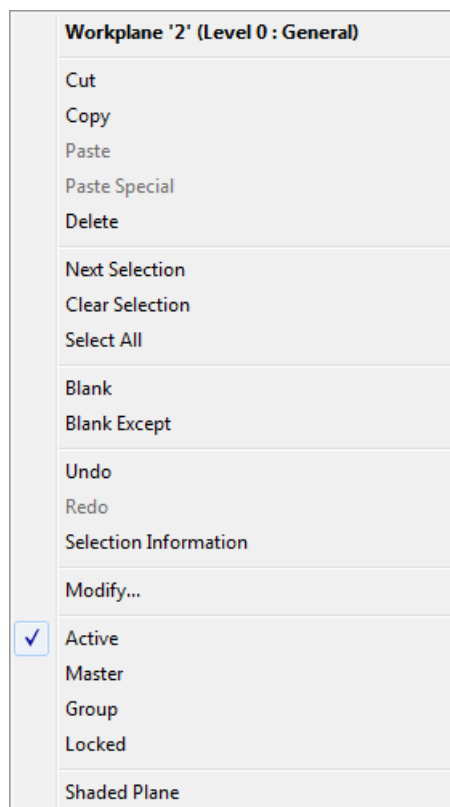 Workplane '2' (Level 0 : General)
Cut
Copy
Paste
Paste Special
Delete
Next Selection
Clear Selection
Select All
Blank
Blank Except
Undo
Redo
Selection Information
Modify...
Active
Master
Group
Locked
Shaded Plane